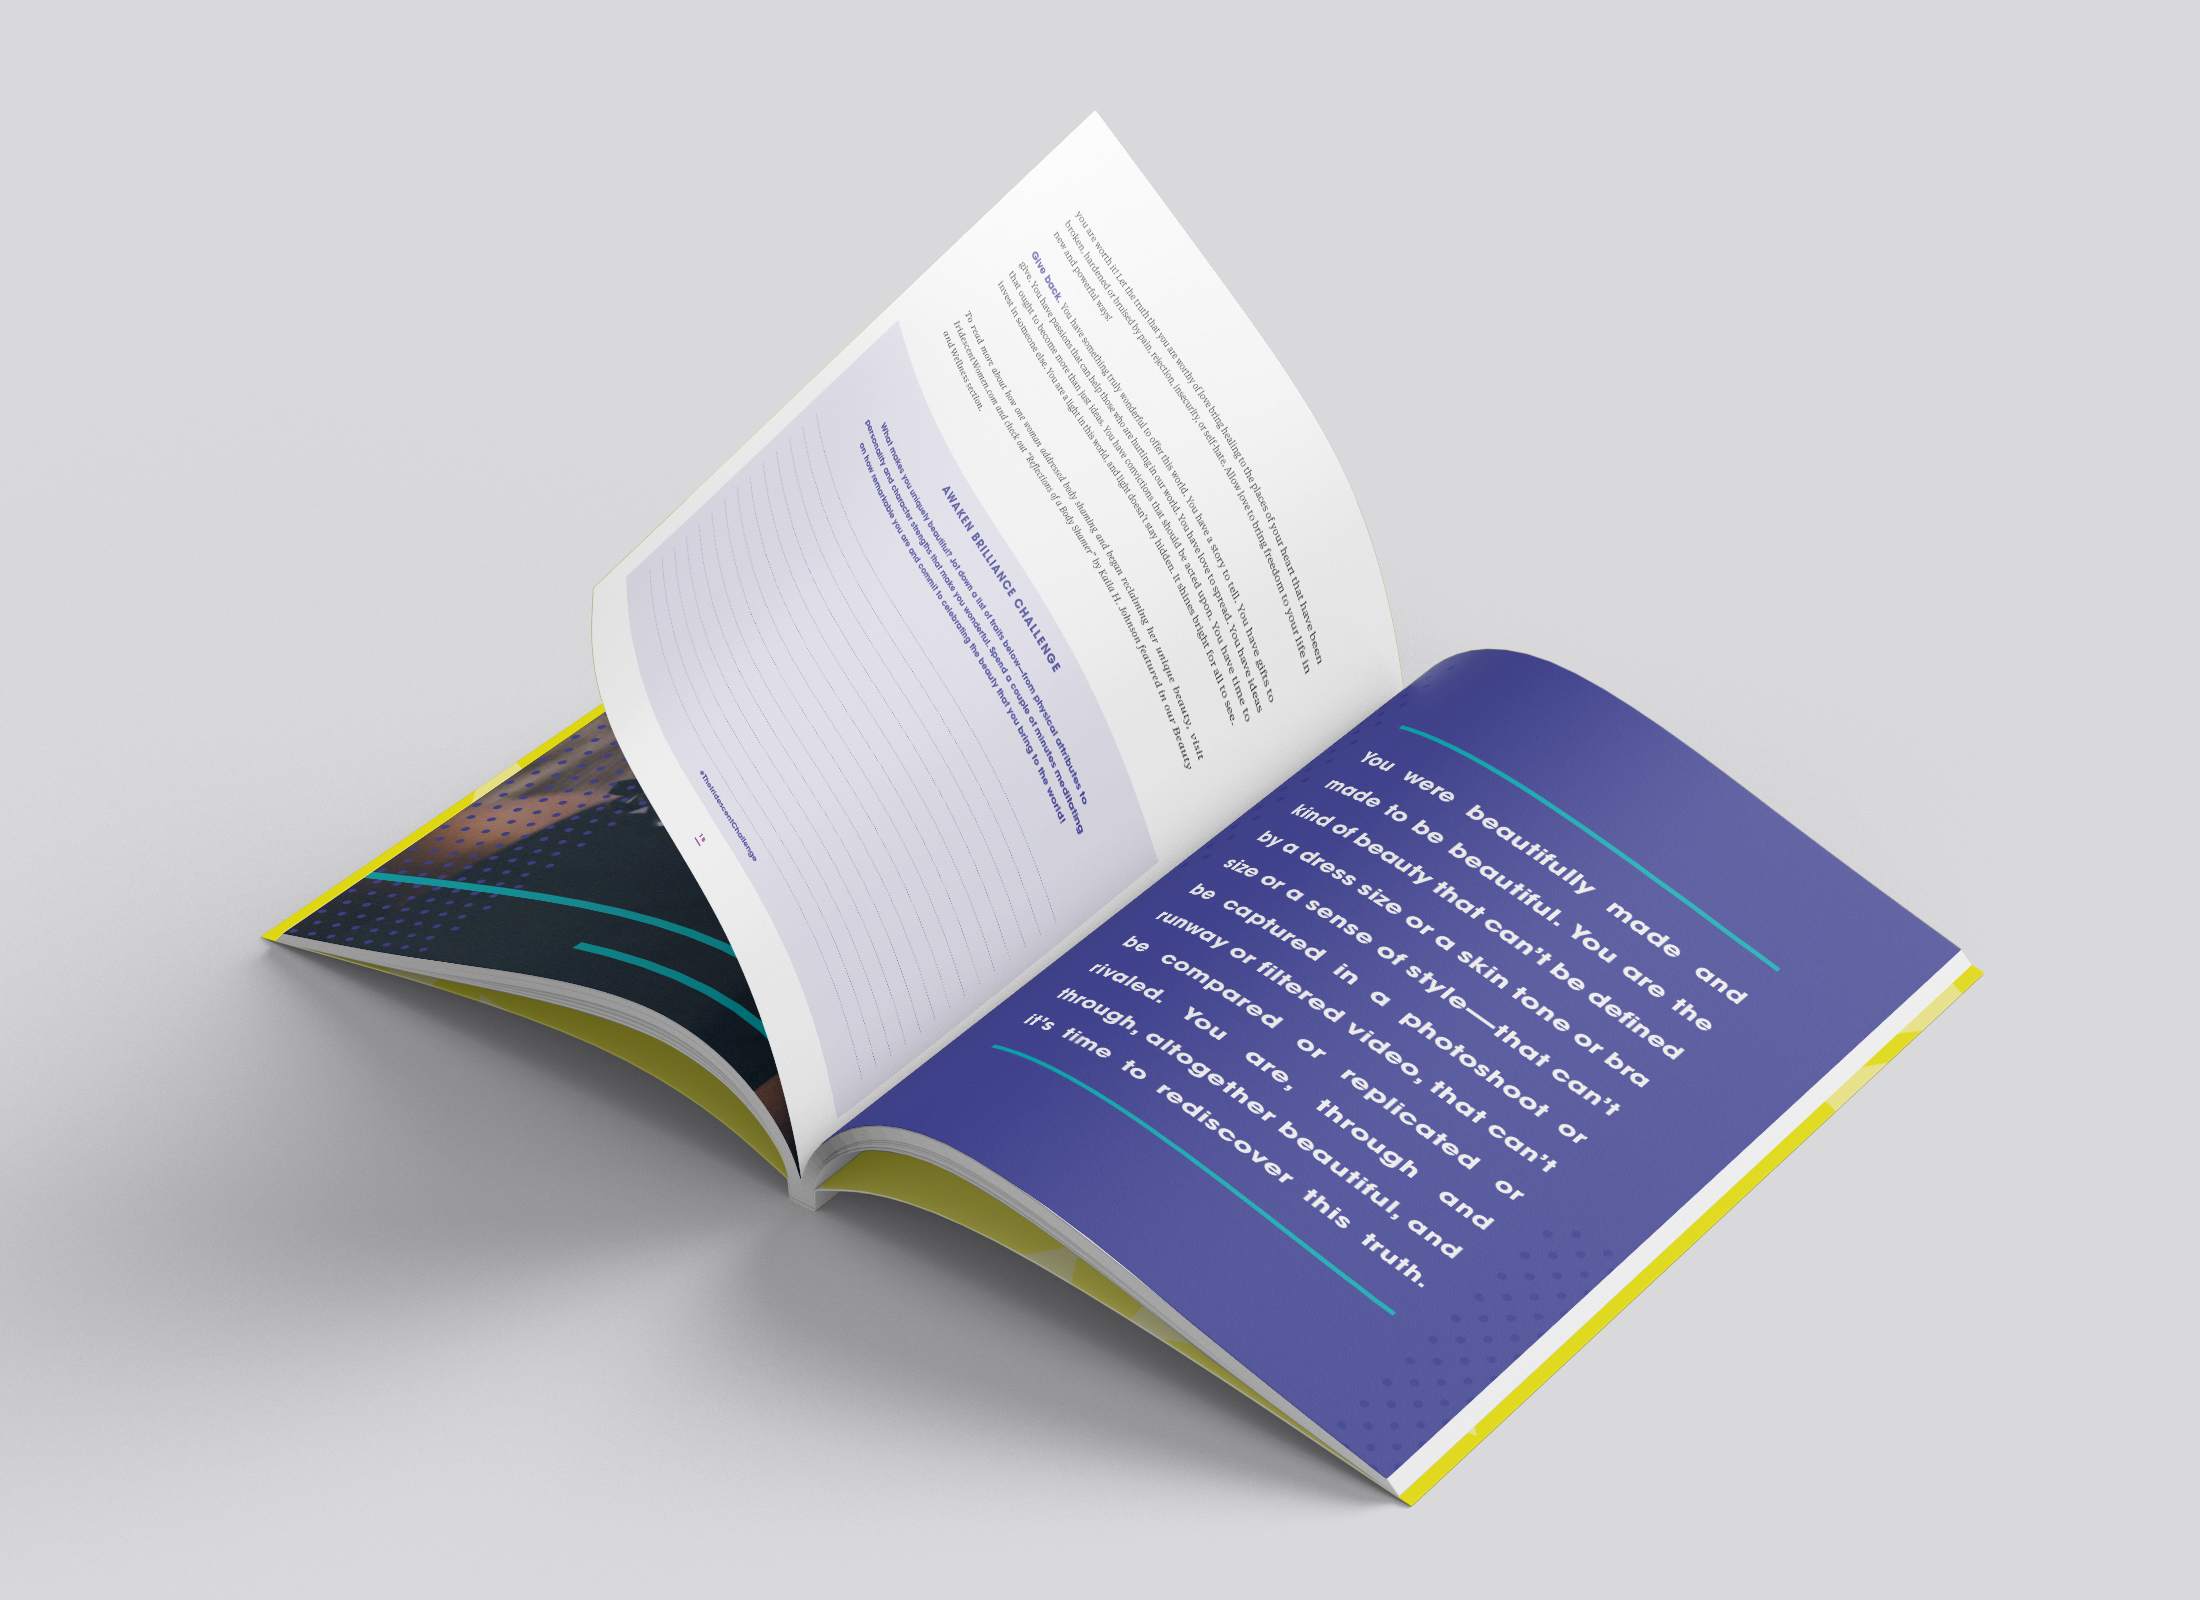 you are worth it! Let the truth that you are worthy of love bring healing to the places of your heart that have been
broken, hardened or bruised by pain, rejection, insecurity, or self-hate. Allow love to bring freedom to your life in
new and powerful ways!
Give back. You have something truly wonderful to offer this world. You have a story to tell. You have gifts to
give. You have passions that can help those who are hurting in our world. You have love to spread. You have ideas
that ought to become more than just ideas. You have convictions that should be acted upon. You have time to
invest in someone else. You are a light in this world, and light doesn't stay hidden. It shines bright for all to see.
To read more about how one woman addressed body shaming and began reclaiming her unique beauty, visit
IridescentWomen.com and check out "Reflections of a Body Shamer" by Kaila H. Johnson featured in our Beauty
and Wellness section.
AWAKEN BRILLIANCE CHALLENGE
What makes you uniquely beautiful? Jot down a list of traits below—from physical attributes to
personality and character strengths that make you wonderful. Spend a couple of minutes meditating
on how remarkable you are and commit to celebrating the beauty that you bring to the world!
#TheIridescentChallenge
You were beautifully made and
made to be beautiful. You are the
kind of beauty that can't be defined
by a dress size or a skin tone or bra
size or a sense of style—that can't
be captured in a photoshoot or
runway or filtered video, that can't
be compared or replicated or
rivaled. You are, through and
through, altogether beautiful, and
it's time to rediscover this truth.